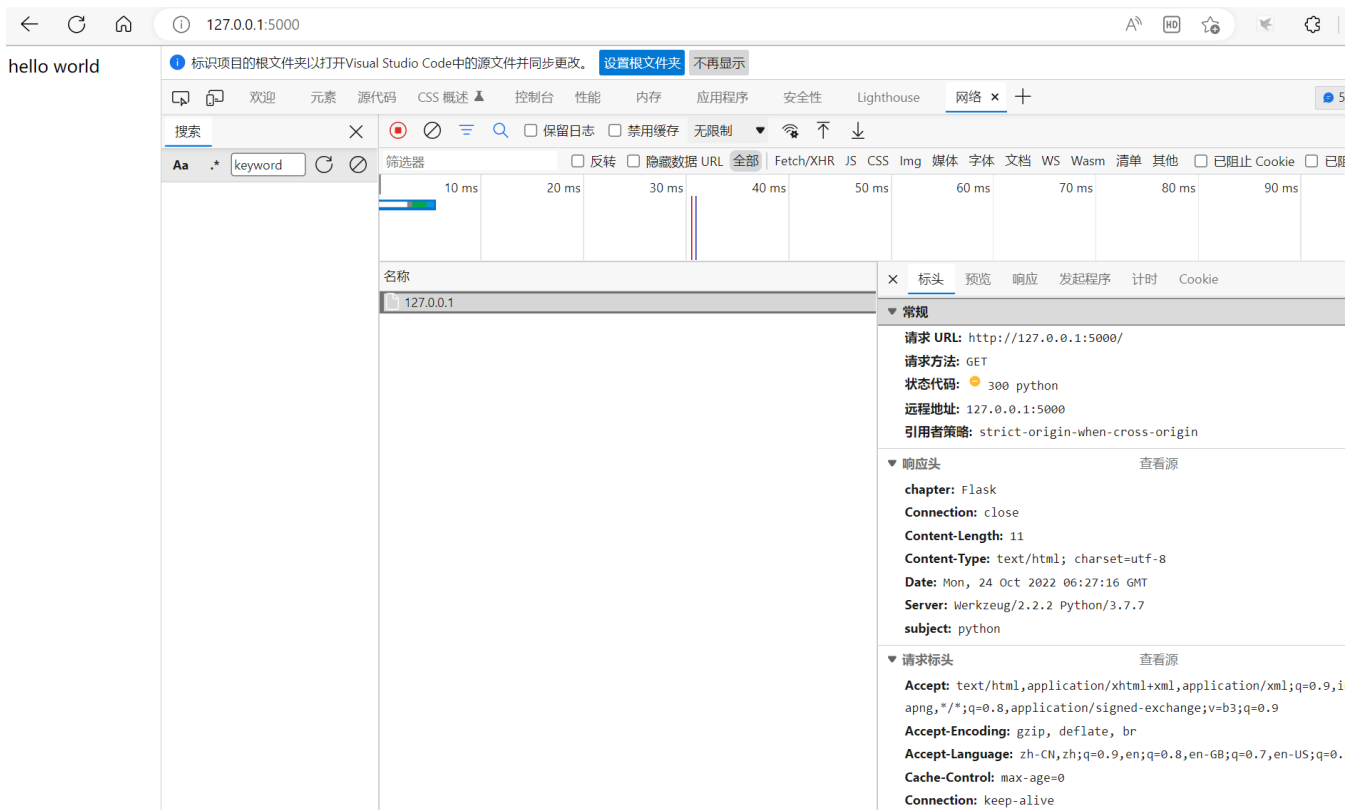 127.0.0.1:5000
hello world
标识项目的根文件夹以打开Visual Studio Code中的源文件并同步更改。 设置根文件夹 不再显示
欢迎 元素 源代码 CSS 概述 控制台 性能 内存 应用程序 安全性 Lighthouse 网络 5
搜索
保留日志 禁用缓存 无限制
Aa .* keyword
筛选器 反转 隐藏数据 URL 全部 Fetch/XHR JS CSS Img 媒体 字体 文档 WS Wasm 清单 其他 已阻止 Cookie
10 ms 20 ms 30 ms 40 ms 50 ms 60 ms 70 ms 80 ms 90 ms
名称
127.0.0.1
标头 预览 响应 发起程序 计时 Cookie
常规
请求 URL: http://127.0.0.1:5000/
请求方法: GET
状态代码: 300 python
远程地址: 127.0.0.1:5000
引用者策略: strict-origin-when-cross-origin
响应头 查看源
chapter: Flask
Connection: close
Content-Length: 11
Content-Type: text/html; charset=utf-8
Date: Mon, 24 Oct 2022 06:27:16 GMT
Server: Werkzeug/2.2.2 Python/3.7.7
subject: python
请求标头 查看源
Accept: text/html,application/xhtml+xml,application/xml;q=0.9,
apng,*/*;q=0.8,application/signed-exchange;v=b3;q=0.9
Accept-Encoding: gzip, deflate, br
Accept-Language: zh-CN,zh;q=0.9,en;q=0.8,en-GB;q=0.7,en-US;q=0.
Cache-Control: max-age=0
Connection: keep-alive